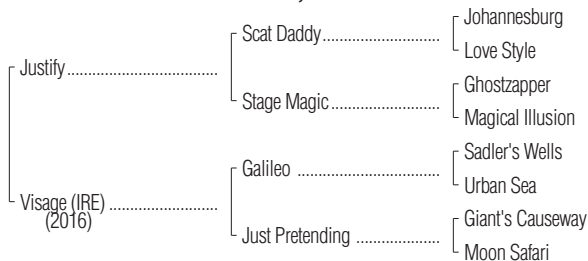 Johannesburg
Scat Daddy
Love Style
Justify
Ghostzapper
Stage Magic
Magical Illusion
Sadler's Wells
Galileo
Urban Sea
Visage (IRE)
(2016)
Giant's Causeway
Just Pretending
Moon Safari